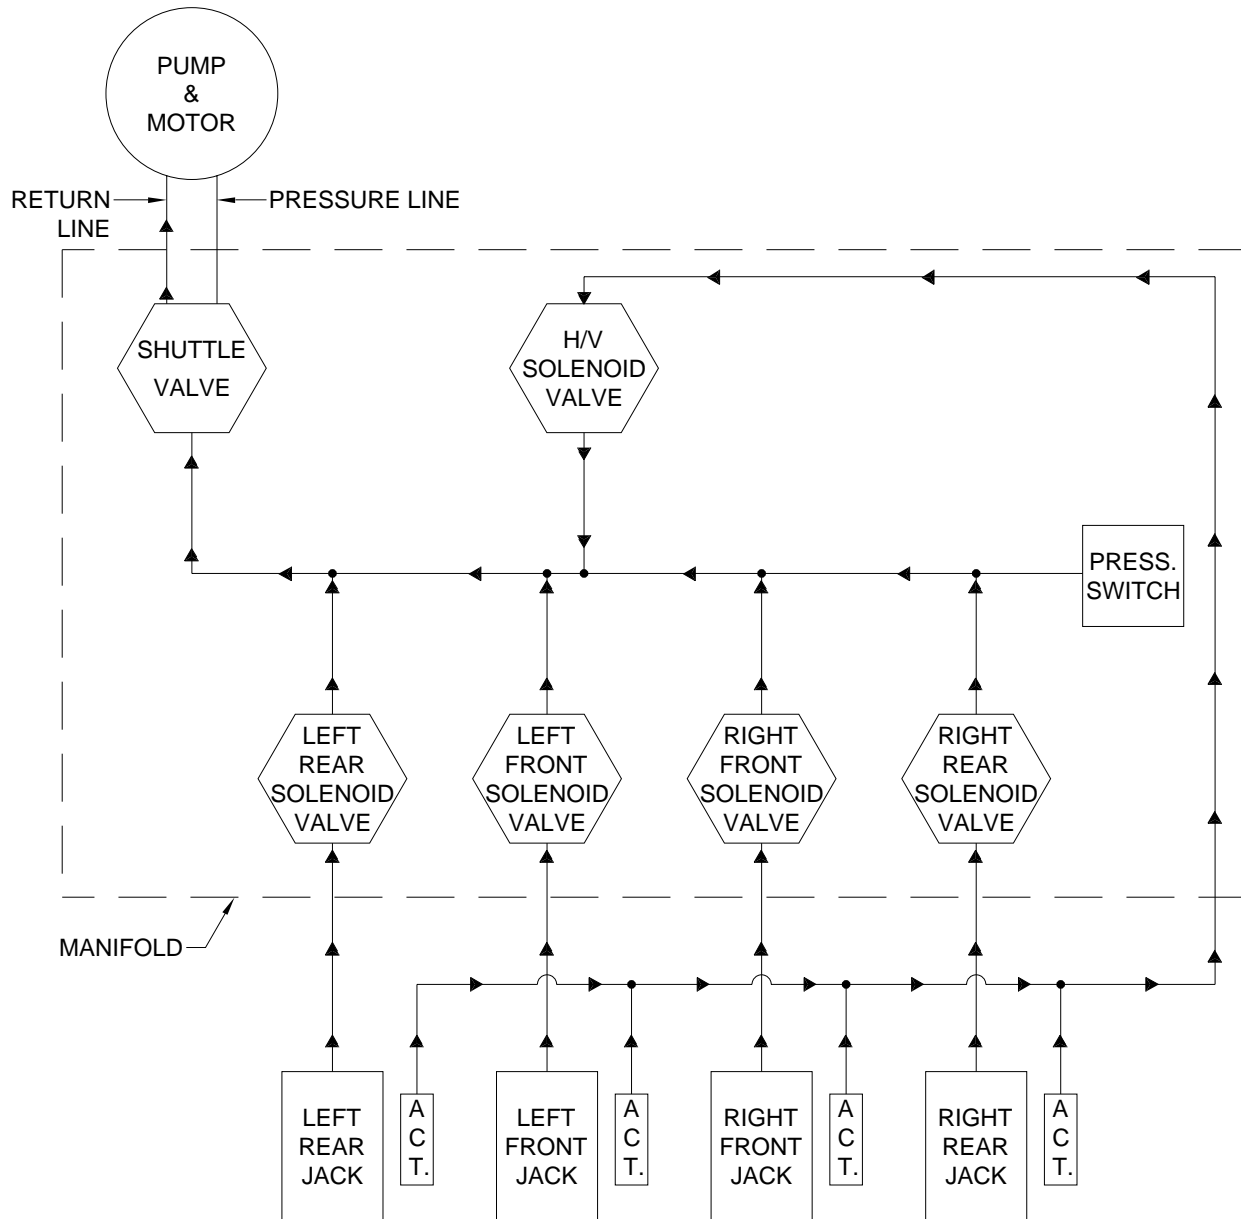 PUMP
&
MOTOR
RETURN
LINE
PRESSURE LINE
SHUTTLE
VALVE
H/V
SOLENOID
VALVE
PRESS.
SWITCH
LEFT
REAR
SOLENOID
VALVE
LEFT
FRONT
SOLENOID
VALVE
RIGHT
FRONT
SOLENOID
VALVE
RIGHT
REAR
SOLENOID
VALVE
MANIFOLD
LEFT
REAR
JACK
A
C
T.
LEFT
FRONT
JACK
A
C
T.
RIGHT
FRONT
JACK
A
C
T.
RIGHT
REAR
JACK
A
C
T.